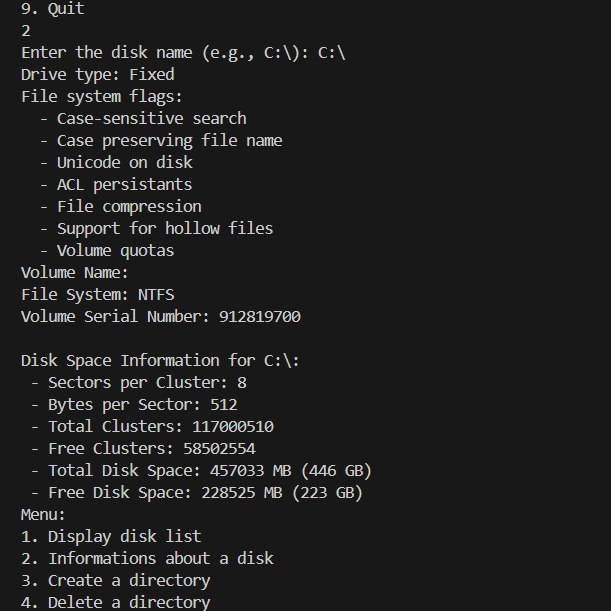 9. Quit
2
Enter the disk name (e.g., C:\): C:\
Drive type: Fixed
File system flags:
- Case-sensitive search
- Case preserving file name
- Unicode on disk
- ACL persistants
- File compression
- Support for hollow files
- Volume quotas
Volume Name:
File System: NTFS
Volume Serial Number: 912819700
Disk Space Information for C:\:
- Sectors per Cluster: 8
- Bytes per Sector: 512
- Total Clusters: 117000510
- Free Clusters: 58502554
- Total Disk Space: 457033 MB (446 GB)
- Free Disk Space: 228525 MB (223 GB)
Menu:
1. Display disk list
2. Informations about a disk
3. Create a directory
4. Delete a directory